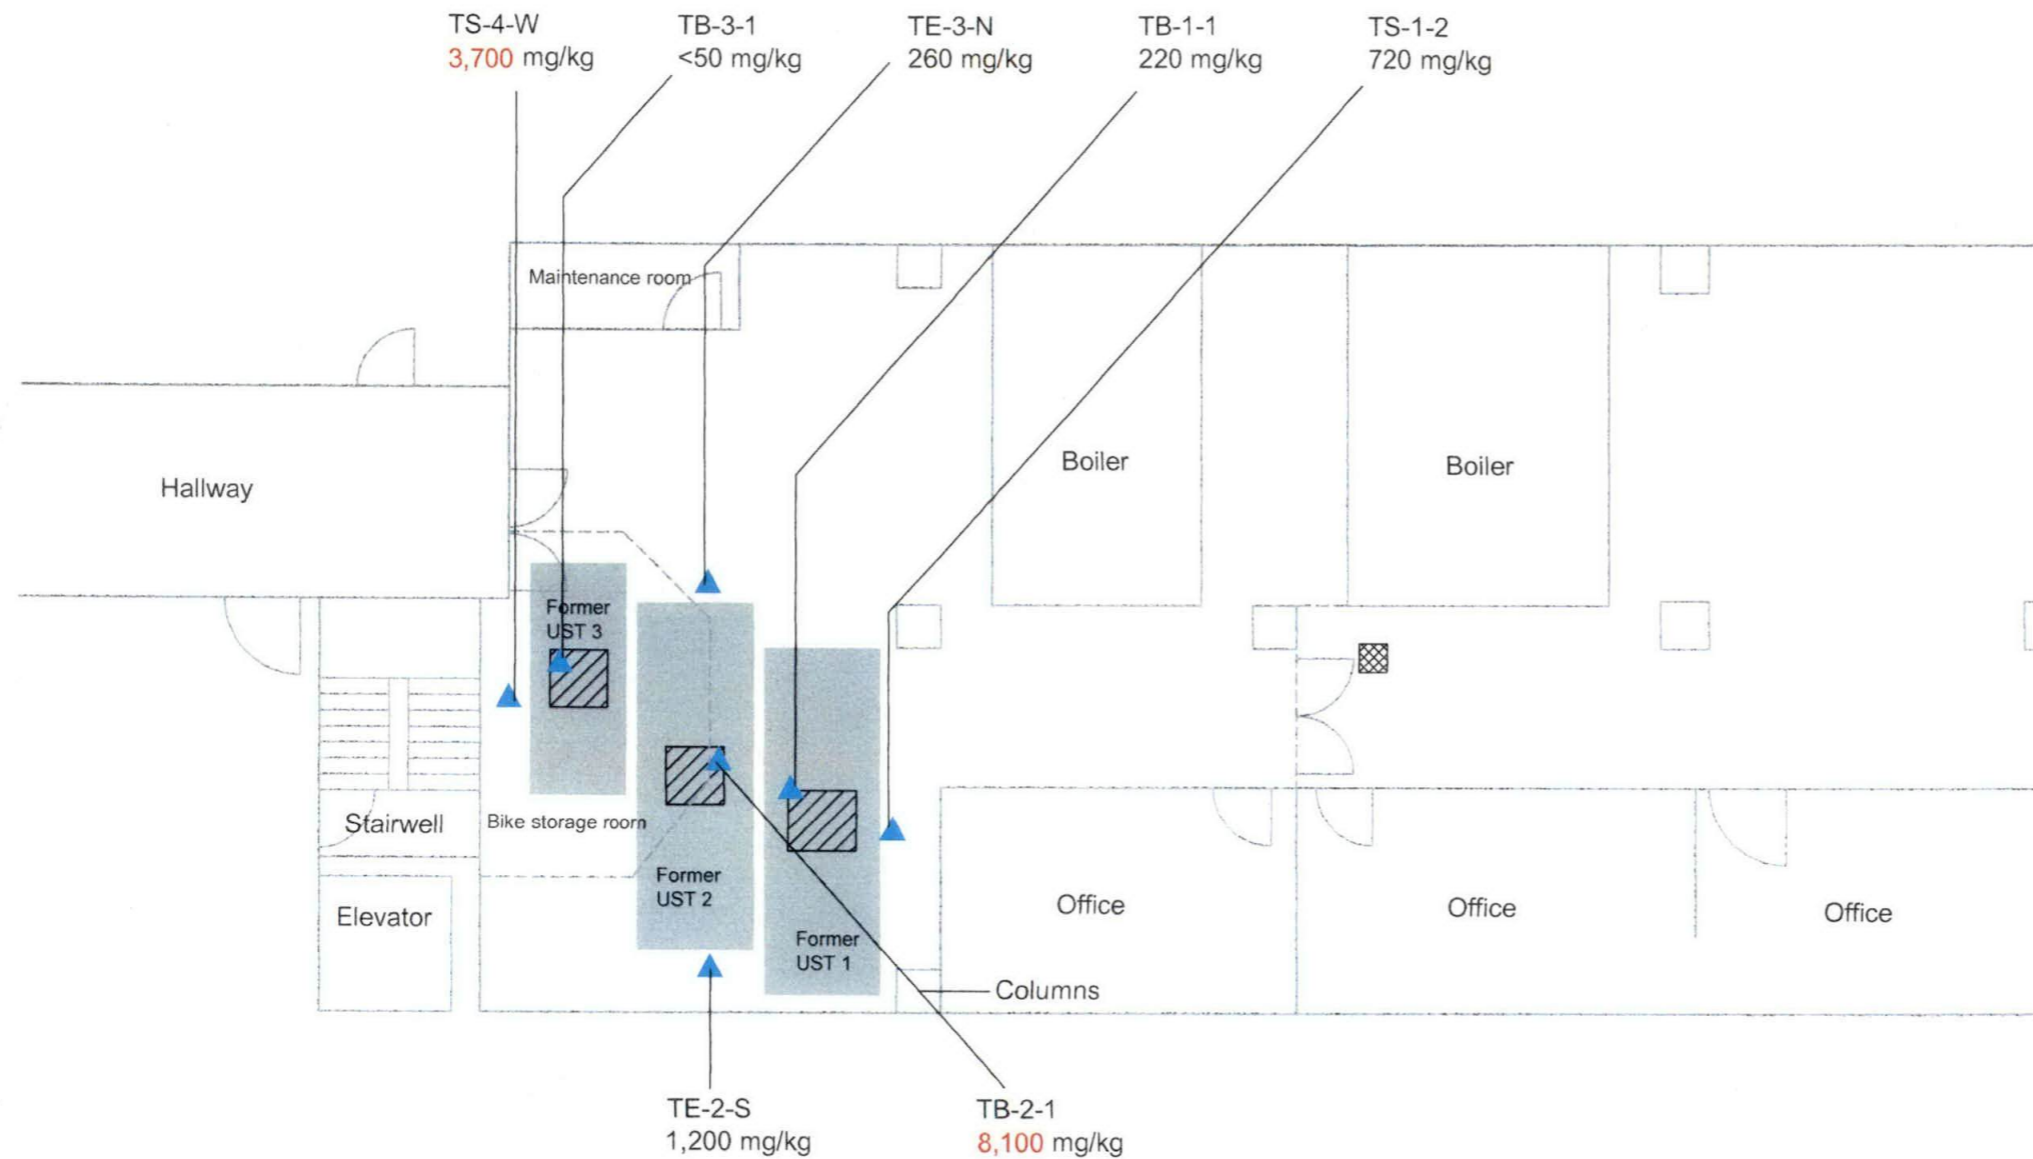 TS-4-W
3,700 mg/kg
TB-3-1
<50 mg/kg
TE-3-N
260 mg/kg
TB-1-1
220 mg/kg
TS-1-2
720 mg/kg
Maintenance room
Hallway
Boiler
Boiler
Former
UST 3
Stairwell
Bike storage room
Former
UST 2
Elevator
Former
UST 1
Office
Office
Office
Columns
TE-2-S
1,200 mg/kg
TB-2-1
8,100 mg/kg